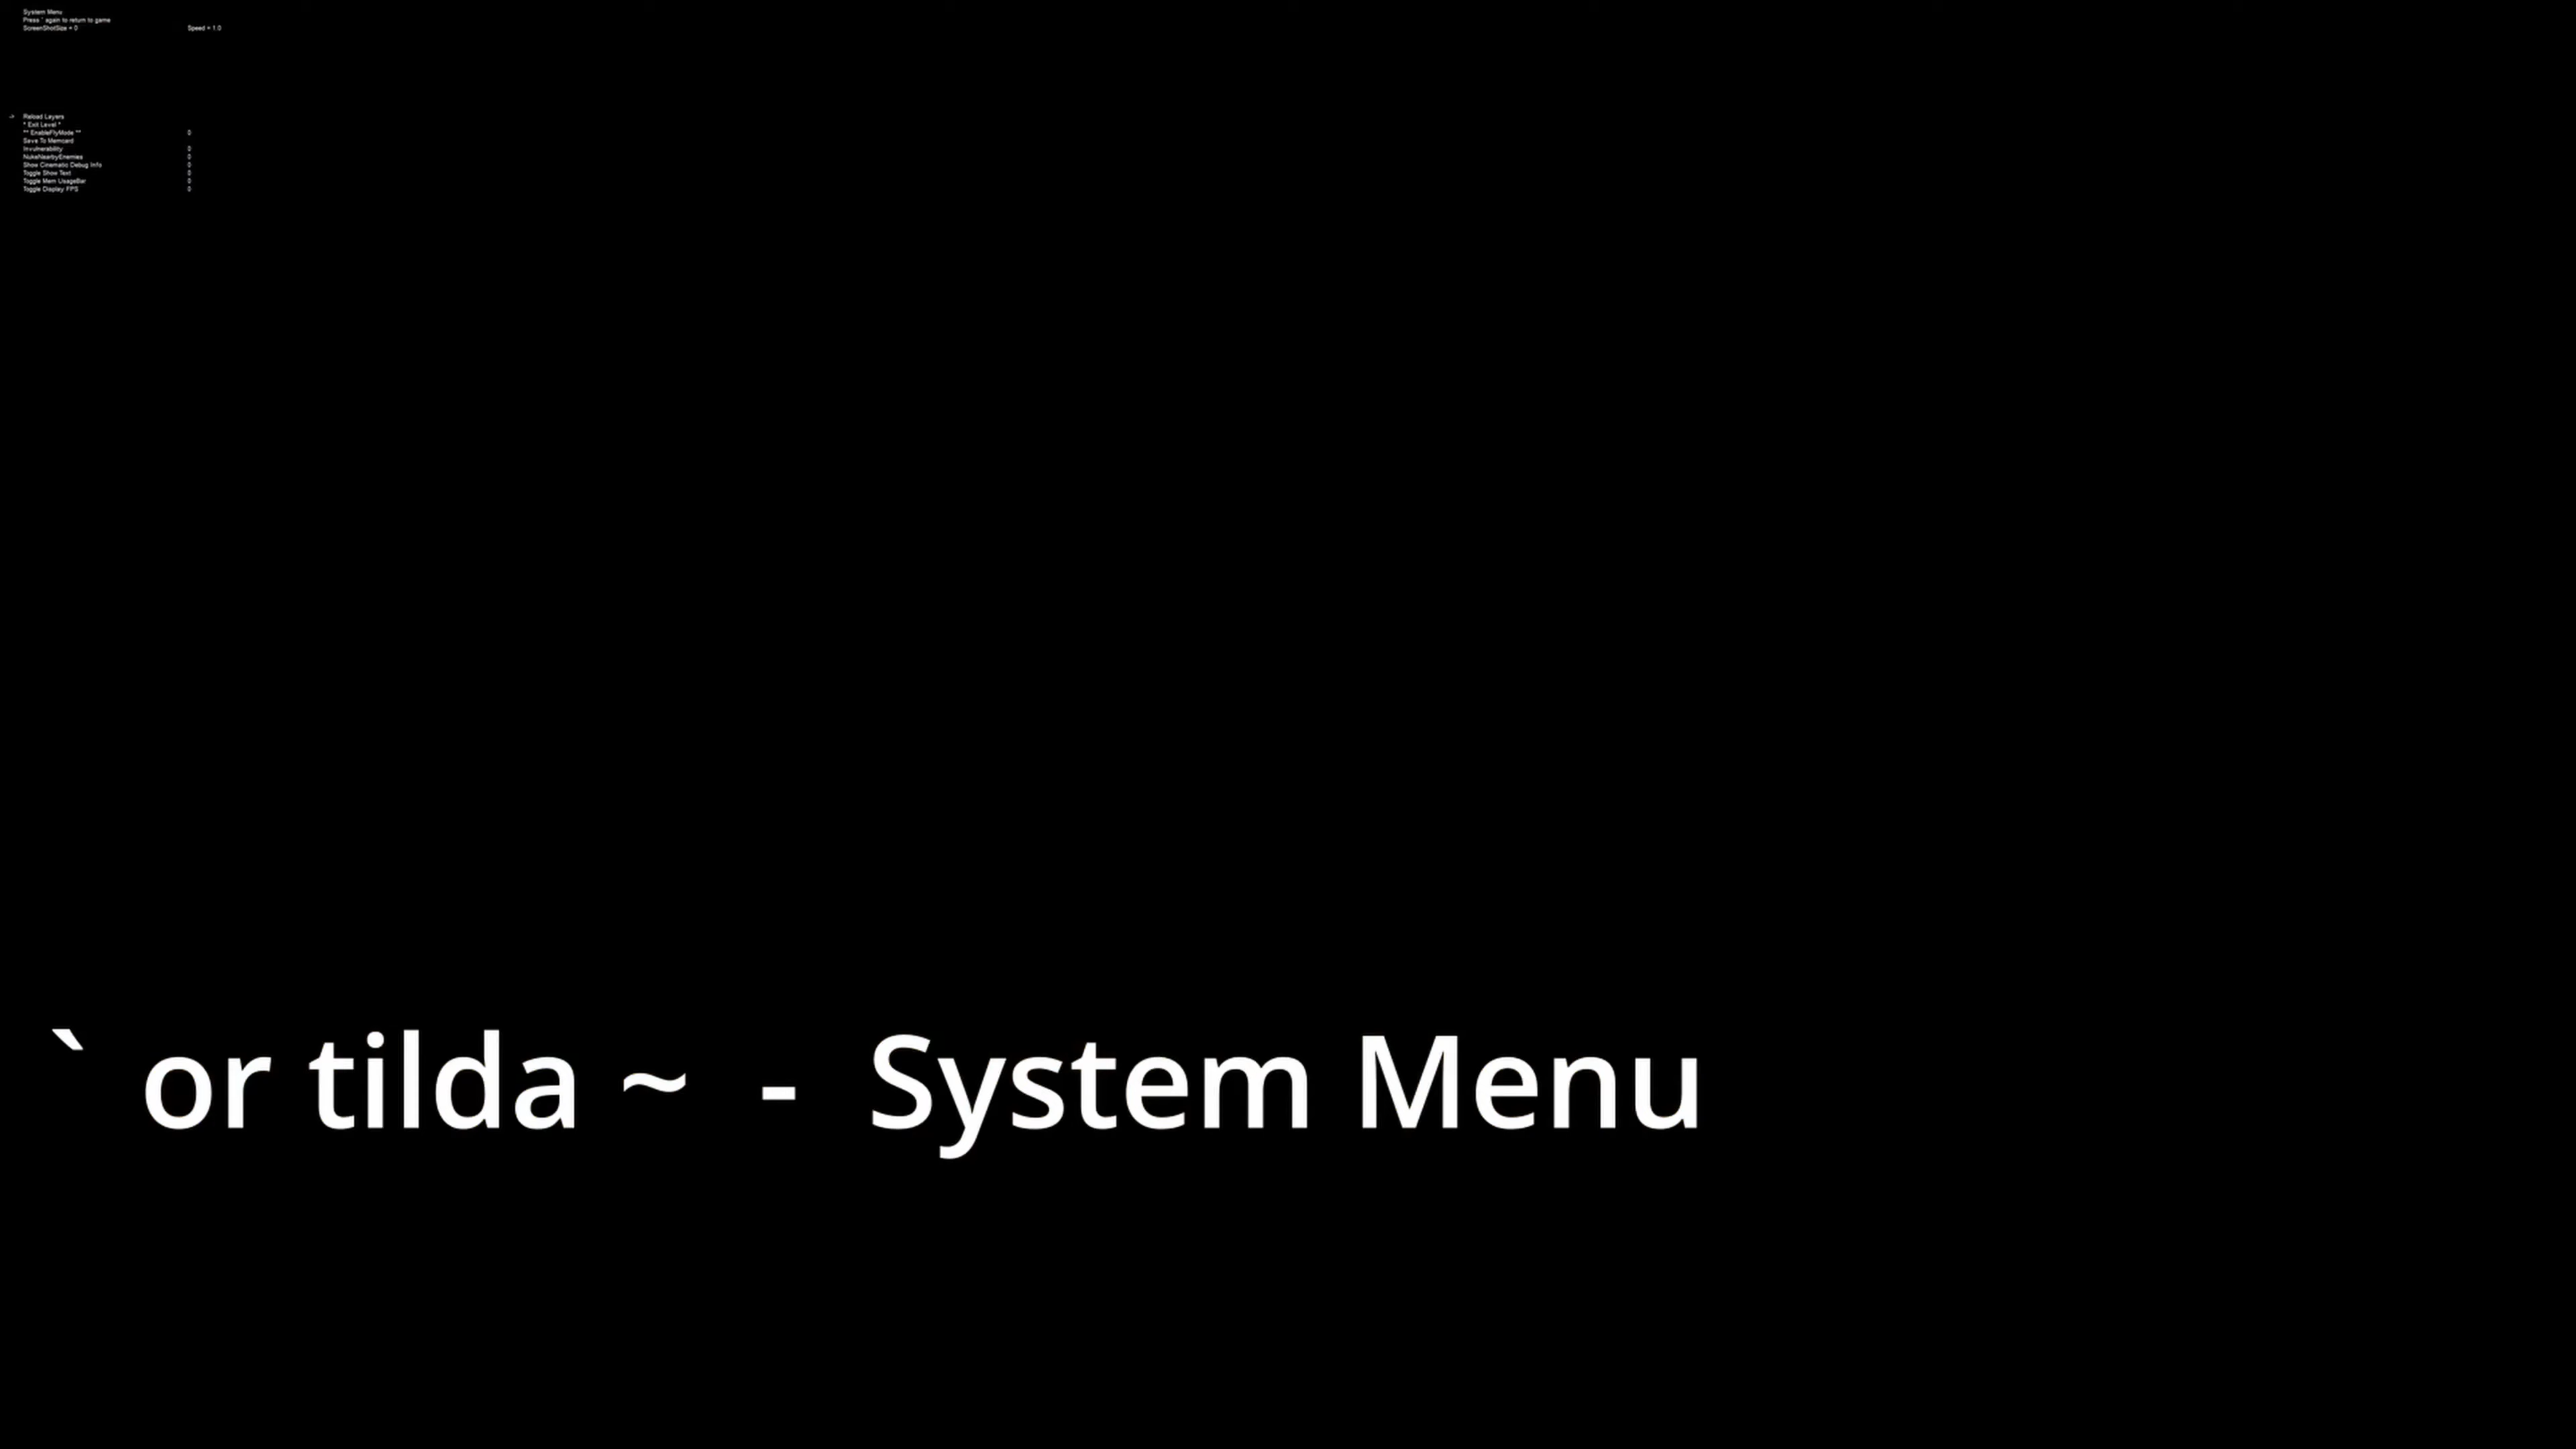 System Menu
Press ` again to return to game
ScreenShotSize = 0 Speed = 1.0
-> Reload Layers
* Exit Level *
** EnableFlyMode ** 0
Save To Memcard
Invulnerability 0
NukeNearbyEnemies 0
Show Cinematic Debug Info 0
Toggle Show Text 0
Toggle Mem UsageBar 0
Toggle Display FPS 0
` or tilda ~ - System Menu